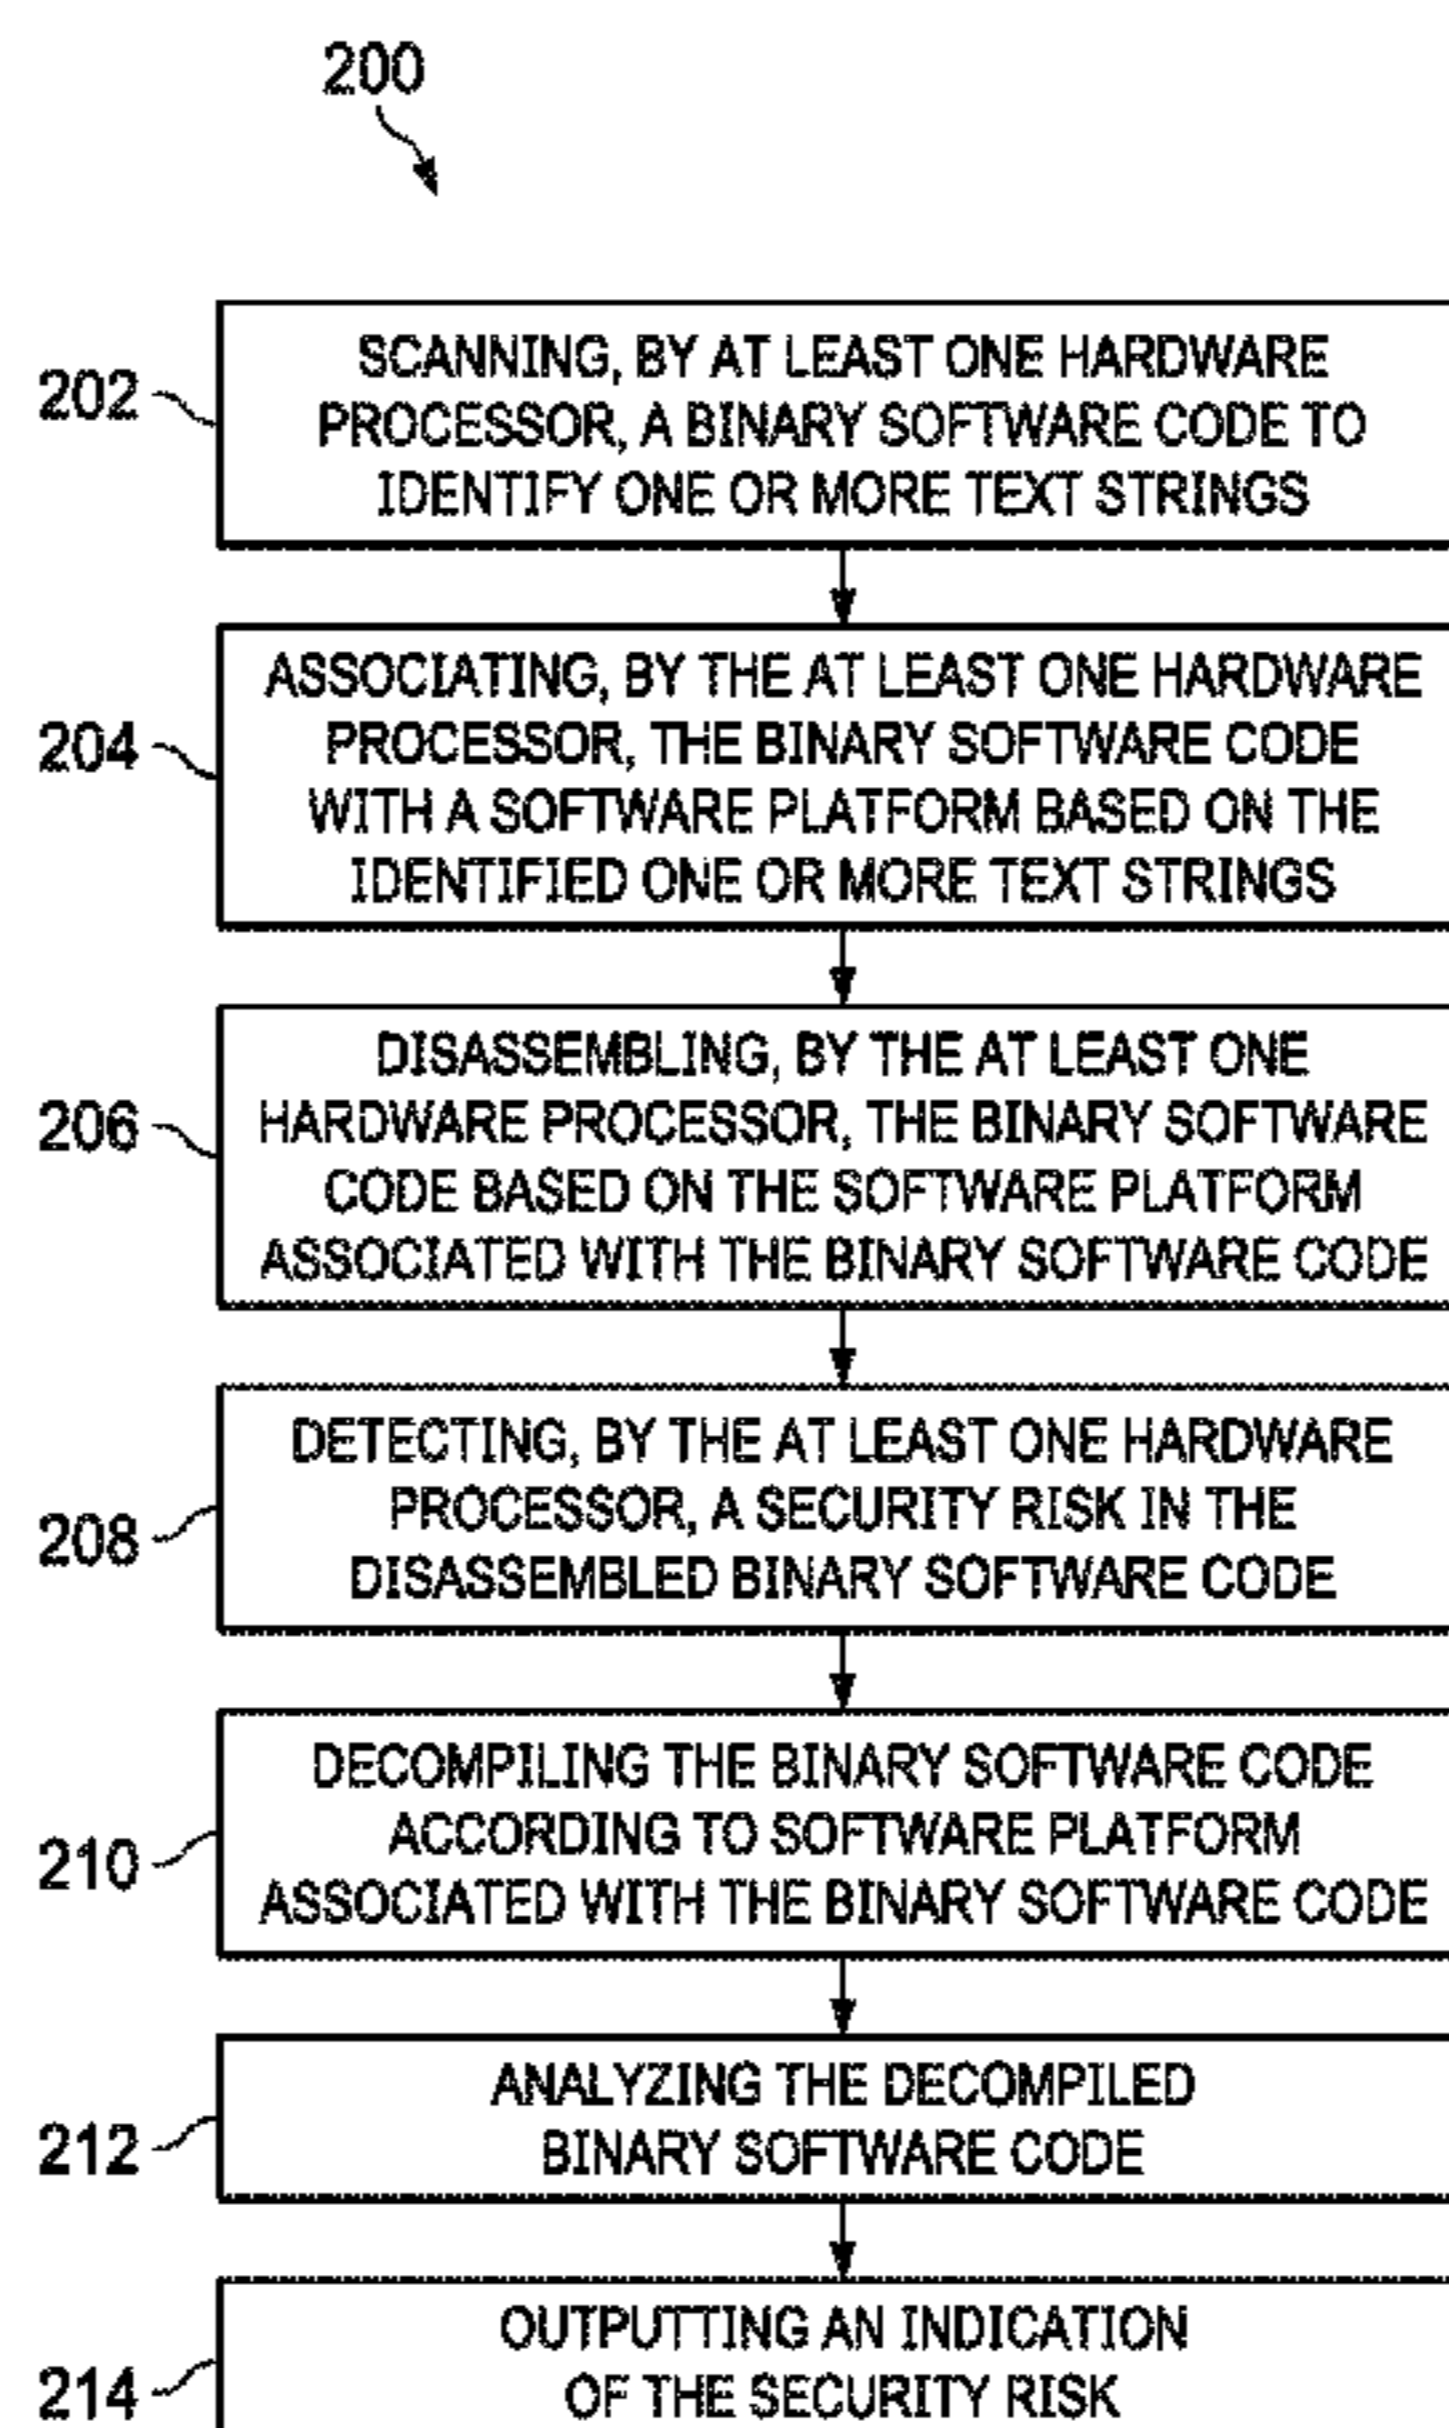 200
202
SCANNING, BY AT LEAST ONE HARDWARE
PROCESSOR, A BINARY SOFTWARE CODE TO
IDENTIFY ONE OR MORE TEXT STRINGS
204
ASSOCIATING, BY THE AT LEAST ONE HARDWARE
PROCESSOR, THE BINARY SOFTWARE CODE
WITH A SOFTWARE PLATFORM BASED ON THE
IDENTIFIED ONE OR MORE TEXT STRINGS
206
DISASSEMBLING, BY THE AT LEAST ONE
HARDWARE PROCESSOR, THE BINARY SOFTWARE
CODE BASED ON THE SOFTWARE PLATFORM
ASSOCIATED WITH THE BINARY SOFTWARE CODE
208
DETECTING, BY THE AT LEAST ONE HARDWARE
PROCESSOR, A SECURITY RISK IN THE
DISASSEMBLED BINARY SOFTWARE CODE
210
DECOMPILING THE BINARY SOFTWARE CODE
ACCORDING TO SOFTWARE PLATFORM
ASSOCIATED WITH THE BINARY SOFTWARE CODE
212
ANALYZING THE DECOMPILED
BINARY SOFTWARE CODE
214
OUTPUTTING AN INDICATION
OF THE SECURITY RISK